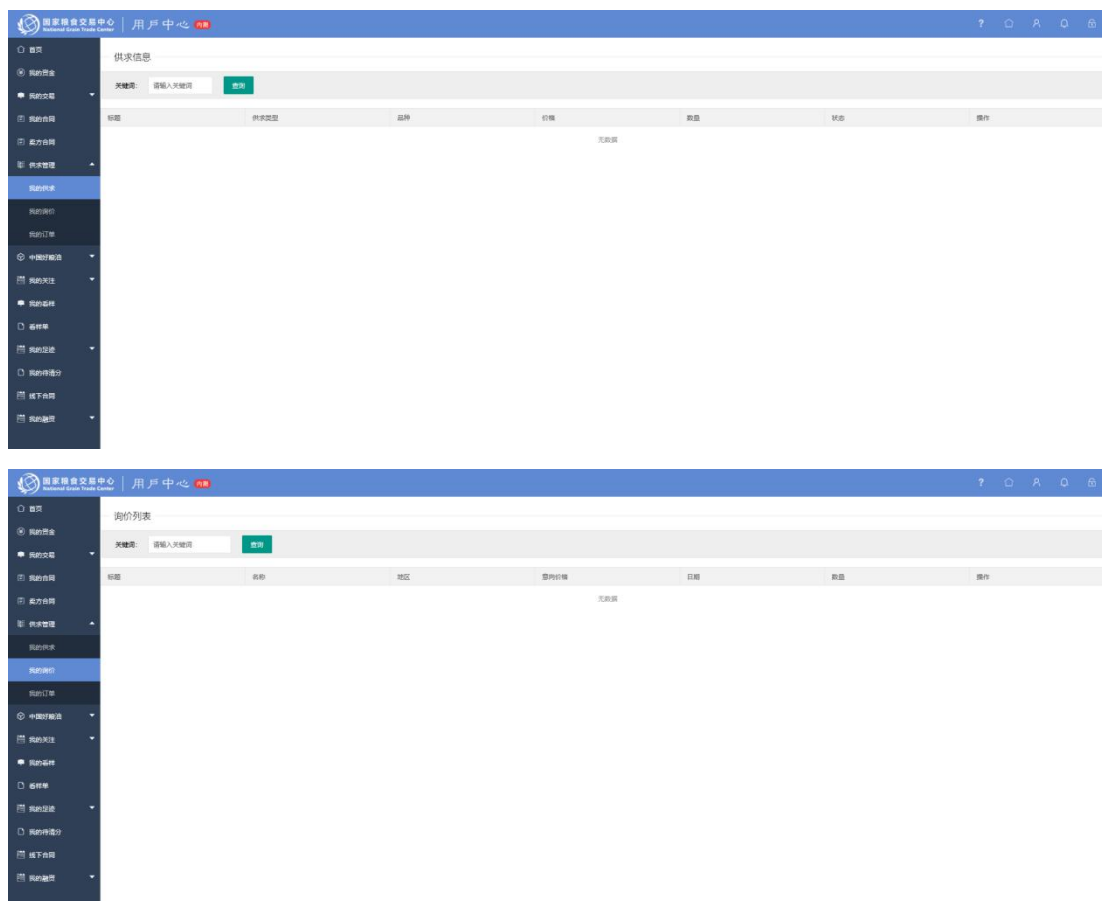 国家粮食交易中心
National Grain Trade Center
用户中心 内测
?
首页
供求信息
我的资金
关键词: 请输入关键词 查询
我的交易
我的合同
标题 供求类型 品种 价格 数量 状态 操作
卖方合同
无数据
供求管理
我的供求
我的询价
我的订单
中国好粮油
我的关注
我的看样
看样单
我的足迹
我的待清分
线下合同
我的融资
国家粮食交易中心
National Grain Trade Center
用户中心 内测
?
首页
询价列表
我的资金
关键词: 请输入关键词 查询
我的交易
我的合同
标题 名称 地区 意向价格 日期 数量 操作
卖方合同
无数据
供求管理
我的供求
我的询价
我的订单
中国好粮油
我的关注
我的看样
看样单
我的足迹
我的待清分
线下合同
我的融资